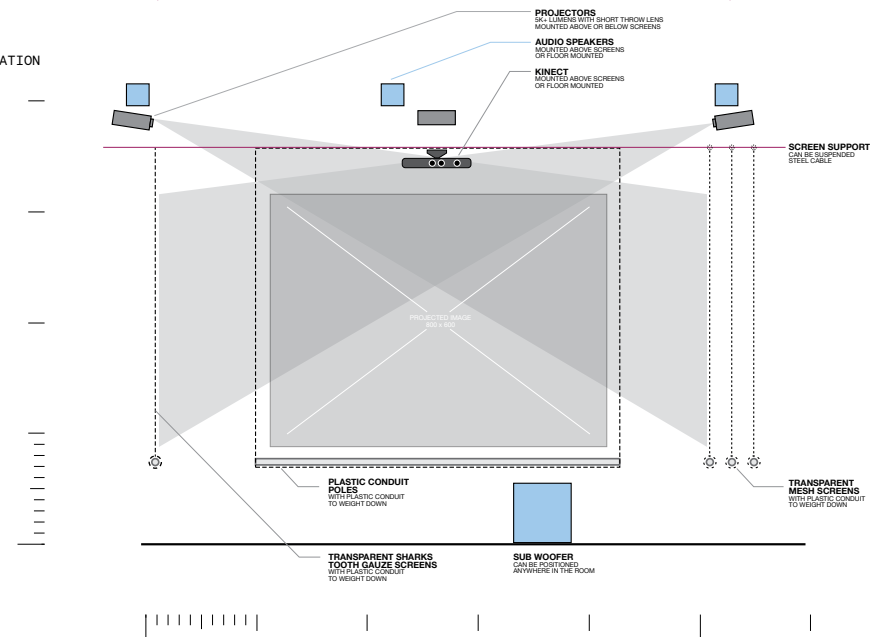 PROJECTORS
5K+ LUMENS WITH SHORT THROW LENS
MOUNTED ABOVE OR BELOW SCREENS
AUDIO SPEAKERS
MOUNTED ABOVE SCREENS
OR FLOOR MOUNTED
ATION
KINECT
MOUNTED ABOVE SCREENS
OR FLOOR MOUNTED
SCREEN SUPPORT
CAN BE SUSPENDED
STEEL CABLE
PROJECTED IMAGE
800 x 600
PLASTIC CONDUIT
POLES
WITH PLASTIC CONDUIT
TO WEIGHT DOWN
TRANSPARENT
MESH SCREENS
WITH PLASTIC CONDUIT
TO WEIGHT DOWN
TRANSPARENT SHARKS
TOOTH GAUZE SCREENS
WITH PLASTIC CONDUIT
TO WEIGHT DOWN
SUB WOOFER
CAN BE POSITIONED
ANYWHERE IN THE ROOM